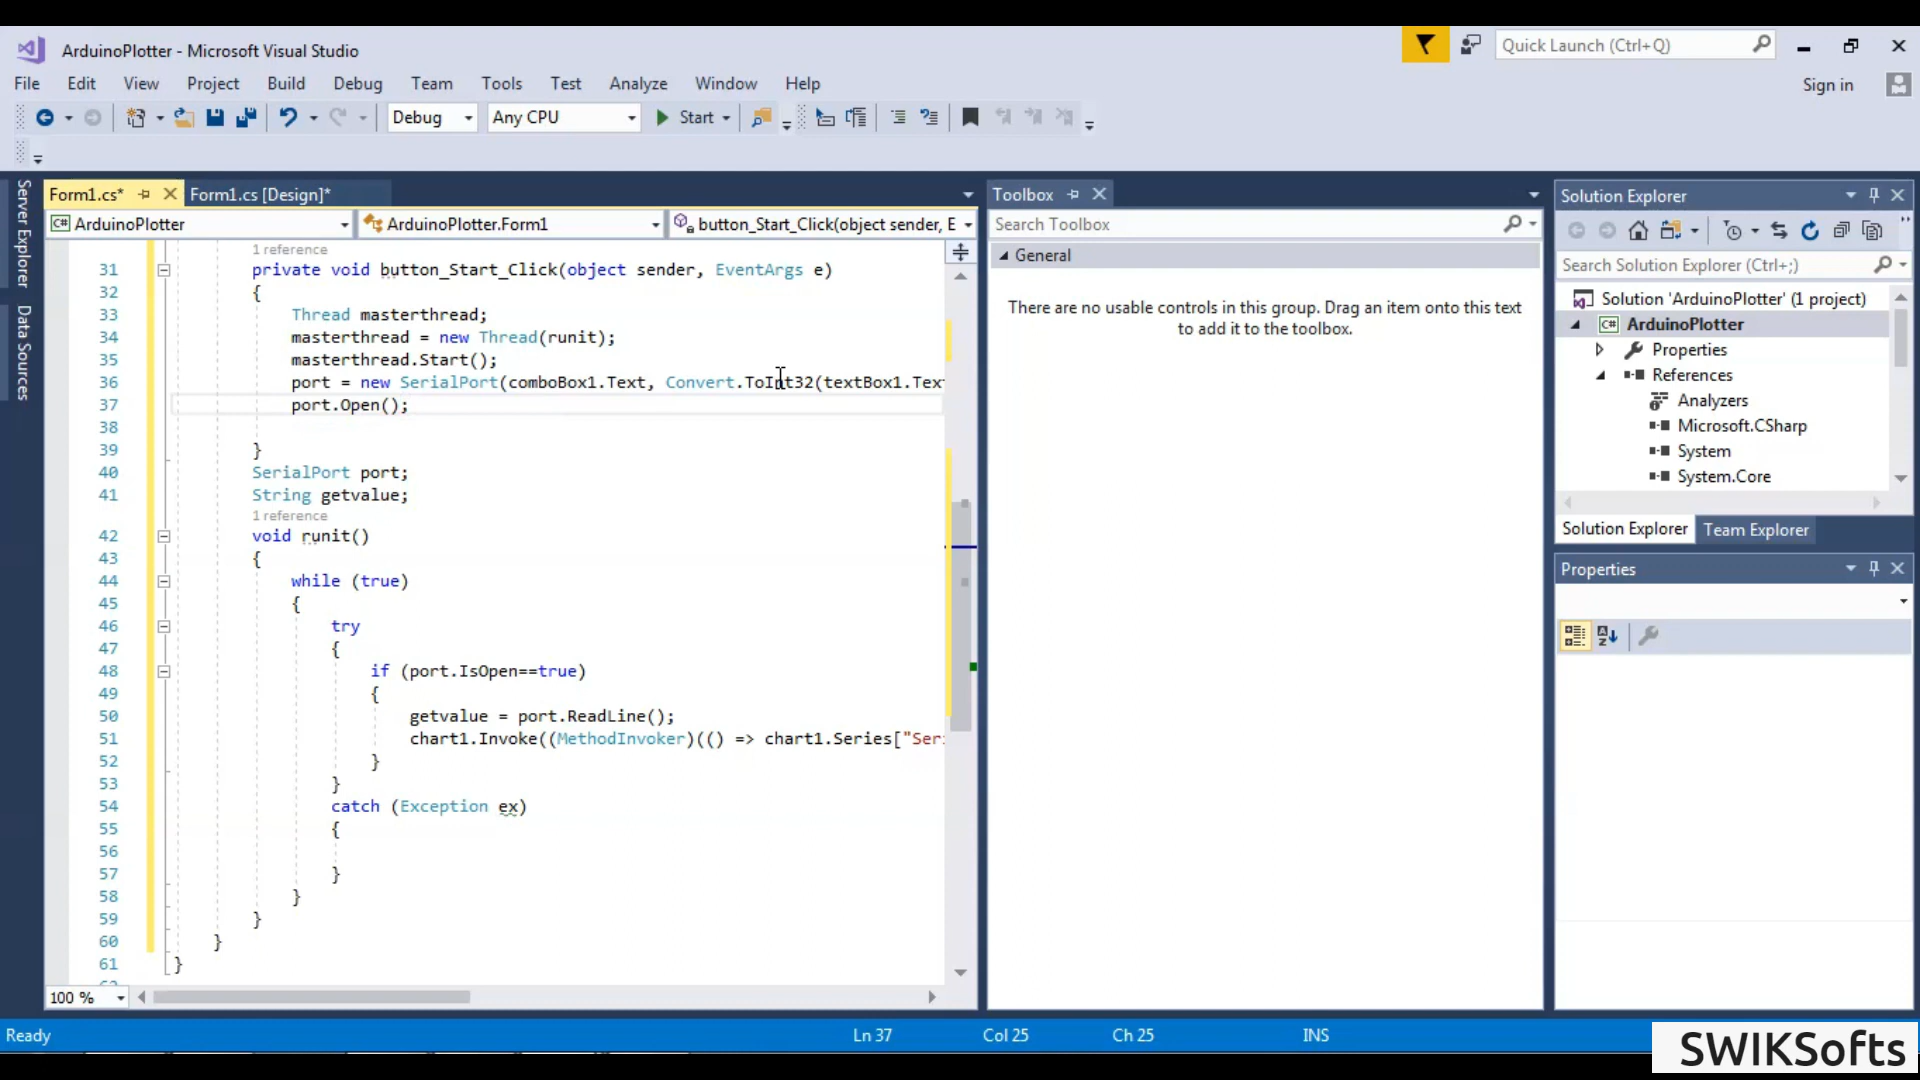 ArduinoPlotter - Microsoft Visual Studio
Quick Launch (Ctrl+Q)
File Edit View Project Build Debug Team Tools Test Analyze Window Help
Sign in
Debug Any CPU Start
Server Explorer
Data Sources
Form1.cs* Form1.cs [Design]*
ArduinoPlotter ArduinoPlotter.Form1 button_Start_Click(object sender, E
1 reference
31 private void button_Start_Click(object sender, EventArgs e)
32 {
33 Thread masterthread;
34 masterthread = new Thread(runit);
35 masterthread.Start();
36 port = new SerialPort(comboBox1.Text, Convert.ToInt32(textBox1.Text
37 port.Open();
38
39 }
40 SerialPort port;
41 String getvalue;
1 reference
42 void runit()
43 {
44 while (true)
45 {
46 try
47 {
48 if (port.IsOpen==true)
49 {
50 getvalue = port.ReadLine();
51 chart1.Invoke((MethodInvoker)(() => chart1.Series["Ser
52 }
53 }
54 catch (Exception ex)
55 {
56
57 }
58 }
59 }
60 }
61 }
100 %
Toolbox
Search Toolbox
General
There are no usable controls in this group. Drag an item onto this text
to add it to the toolbox.
Solution Explorer
Search Solution Explorer (Ctrl+;)
Solution 'ArduinoPlotter' (1 project)
C# ArduinoPlotter
Properties
References
Analyzers
Microsoft.CSharp
System
System.Core
Solution Explorer Team Explorer
Properties
Ready Ln 37 Col 25 Ch 25 INS
SWIKSofts